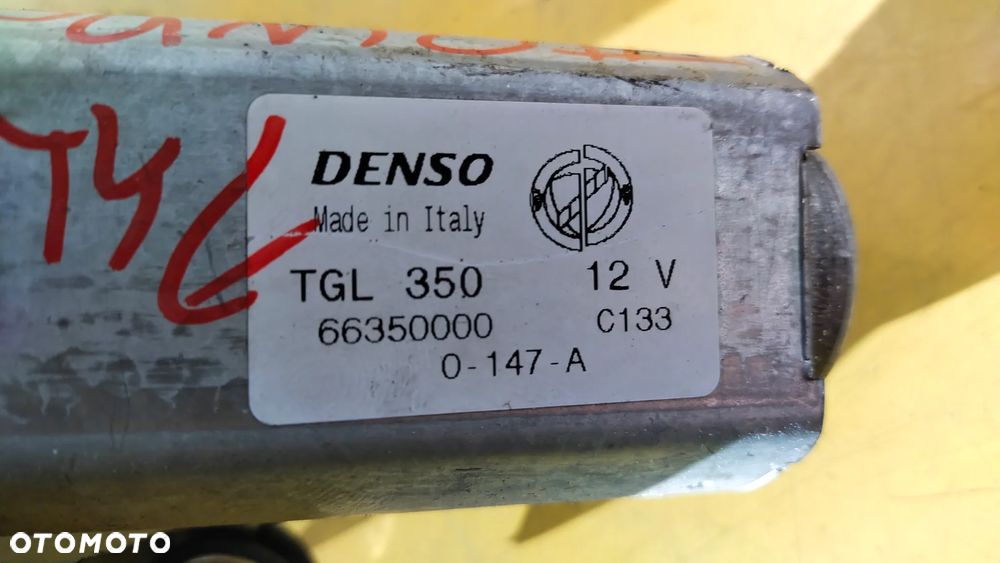 DENSO
Made in Italy
TGL 350 12 V
66350000 C133
0-147-A
OTOMOTO